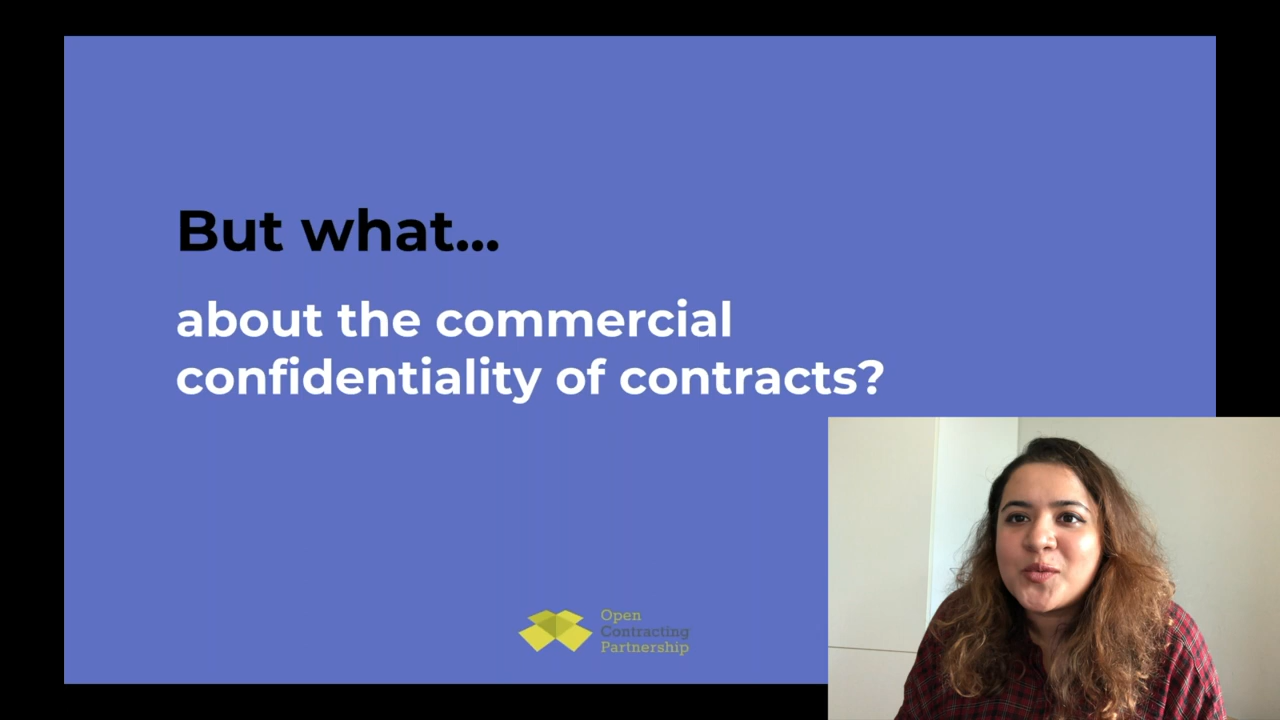 But what...
about the commercial
confidentiality of contracts?
Open
Contracting
Partnership